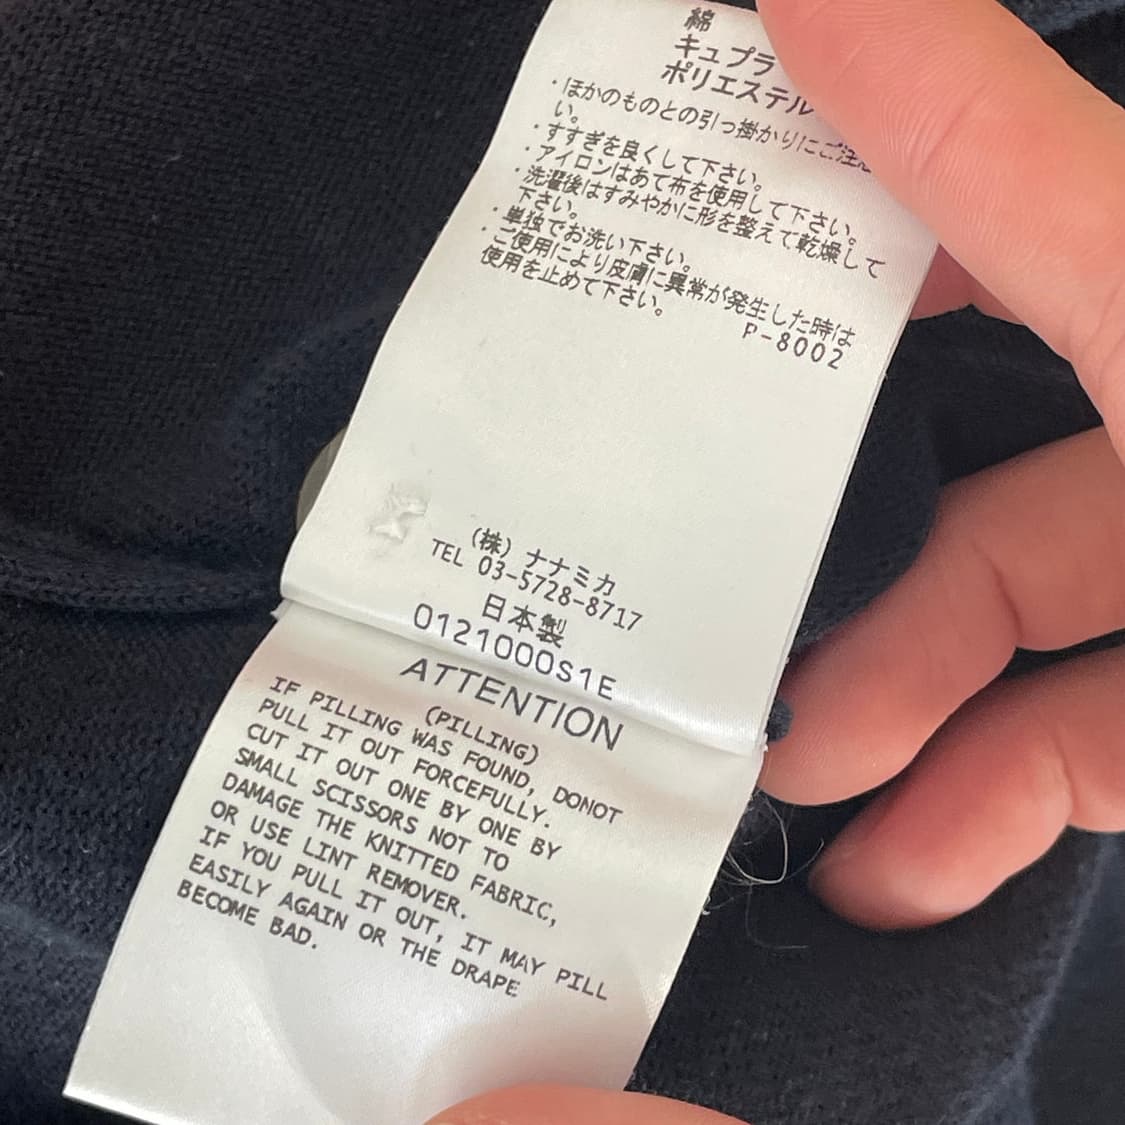 綿
キュプラ
ポリエステル
・ほかのものとの引っ掛かりにご注意
い。
・すすぎを良くして下さい。
・アイロンはあて布を使用して下さい。
・洗濯後はすみやかに形を整えて乾燥して
下さい。
・単独でお洗い下さい。
・ご使用により皮膚に異常が発生した時は
使用を止めて下さい。
P-8002
(株) ナナミカ
TEL 03-5728-8717
日本製
0121000S1E
ATTENTION
(PILLING)
IF PILLING WAS FOUND, DONOT
PULL IT OUT FORCEFULLY.
CUT IT OUT ONE BY ONE BY
SMALL SCISSORS NOT TO
DAMAGE THE KNITTED FABRIC,
OR USE LINT REMOVER.
IF YOU PULL IT OUT, IT MAY PILL
EASILY AGAIN OR THE DRAPE
BECOME BAD.